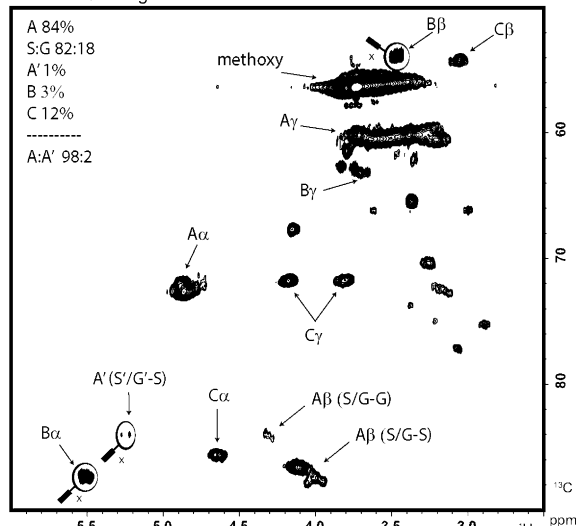 A 84%
S:G 82:18
A' 1%
B 3%
C 12%
----------
A:A' 98:2
Bβ
Cβ
methoxy
x
Aγ
60
Bγ
Aα
70
Cγ
80
A'(S'/G'-S)
Cα
Aβ (S/G-G)
Bα
Aβ (S/G-S)
x
x
¹³C
5.5
5.0
4.5
4.0
3.5
3.0
ppm